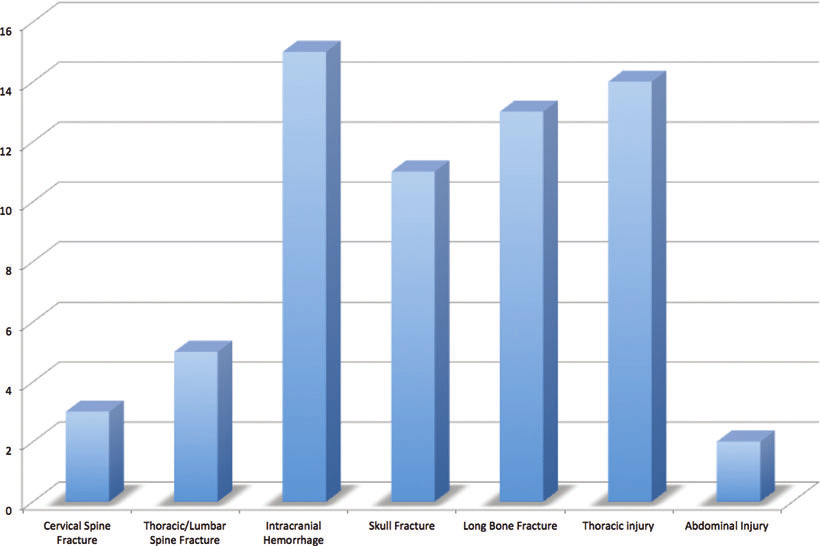 16
14
12
10
8
6
4
2
0
Cervical Spine
Fracture
Thoracic/Lumbar
Spine Fracture
Intracranial
Hemorrhage
Skull Fracture
Long Bone Fracture
Thoracic injury
Abdominal Injury